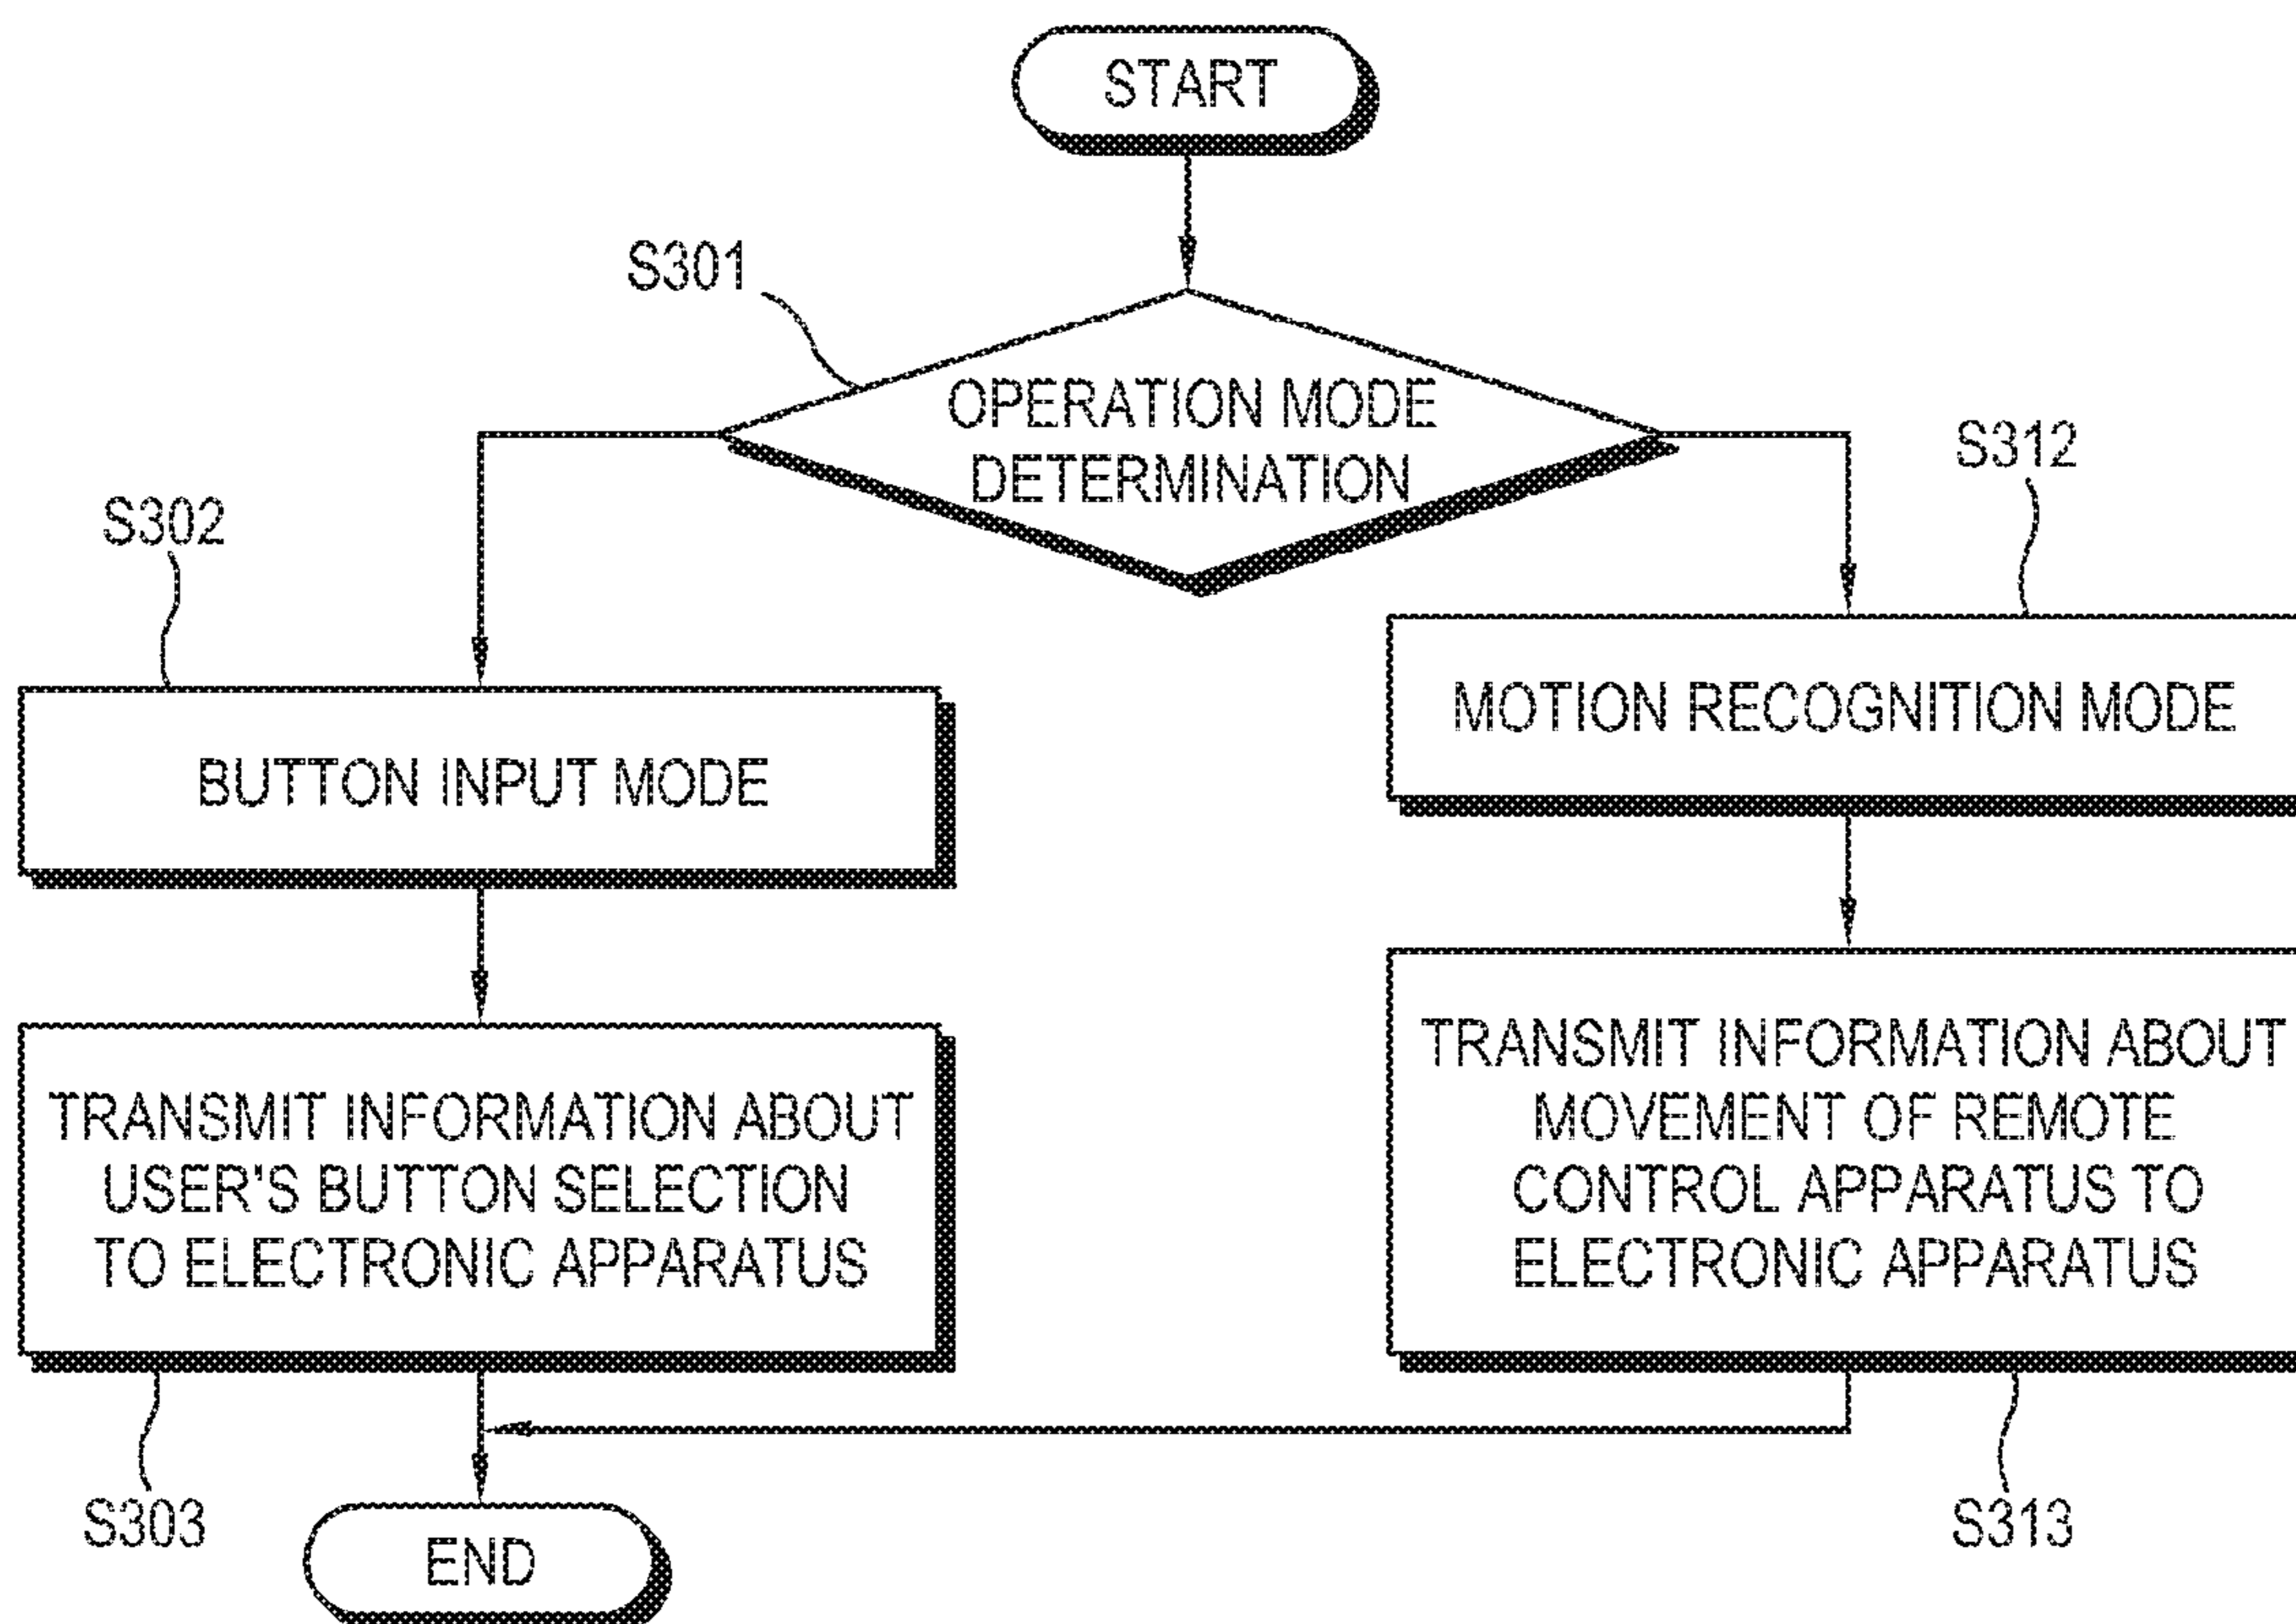 START
S301
OPERATION MODE
DETERMINATION
S302
BUTTON INPUT MODE
TRANSMIT INFORMATION ABOUT
USER'S BUTTON SELECTION
TO ELECTRONIC APPARATUS
S303
S312
MOTION RECOGNITION MODE
TRANSMIT INFORMATION ABOUT
MOVEMENT OF REMOTE
CONTROL APPARATUS TO
ELECTRONIC APPARATUS
S313
END